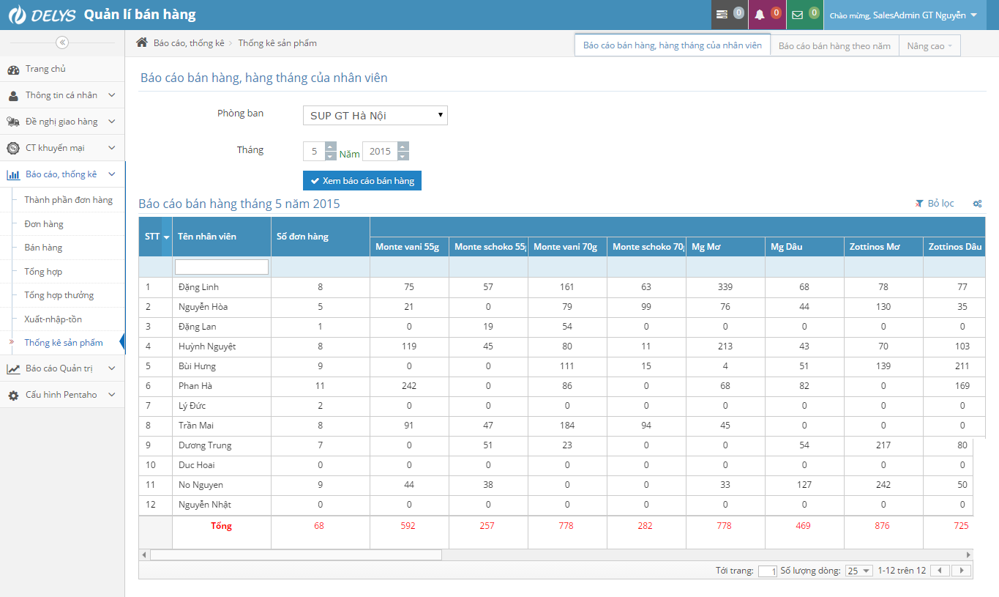 DELYS Quản lí bán hàng 0 0 0 Chào mừng, SalesAdmin GT Nguyễn
Báo cáo, thống kê Thống kê sản phẩm Báo cáo bán hàng, hàng tháng của nhân viên Báo cáo bán hàng theo năm Nâng cao
Trang chủ
Thông tin cá nhân
Đề nghị giao hàng
CT khuyến mại
Báo cáo, thống kê
Thành phần đơn hàng
Đơn hàng
Bán hàng
Tổng hợp
Tổng hợp thưởng
Xuất-nhập-tồn
Thống kê sản phẩm
Báo cáo Quản trị
Cấu hình Pentaho
Báo cáo bán hàng, hàng tháng của nhân viên
Phòng ban SUP GT Hà Nội
Tháng 5 Năm 2015
Xem báo cáo bán hàng
Báo cáo bán hàng tháng 5 năm 2015 Bỏ lọc
STT Tên nhân viên Số đơn hàng
Monte vani 55g Monte schoko 55 Monte vani 70g Monte schoko 70 Mg Mơ Mg Dâu Zottinos Mơ Zottinos Dâu
1 Đặng Linh 8 75 57 161 63 339 68 78 77
2 Nguyễn Hòa 5 21 0 79 99 76 44 130 35
3 Đặng Lan 1 0 19 54 0 0 0 0 0
4 Huỳnh Nguyệt 8 119 45 80 11 213 43 70 103
5 Bùi Hưng 9 0 0 111 15 4 51 139 211
6 Phan Hà 11 242 0 86 0 68 82 0 169
7 Lý Đức 2 0 0 0 0 0 0 0 0
8 Trần Mai 8 91 47 184 94 45 0 0 0
9 Dương Trung 7 0 51 23 0 0 54 217 80
10 Duc Hoai 0 0 0 0 0 0 0 0 0
11 No Nguyen 9 44 38 0 0 33 127 242 50
12 Nguyễn Nhật 0 0 0 0 0 0 0 0 0
Tổng 68 592 257 778 282 778 469 876 725
Tới trang: 1 Số lượng dòng: 25 1-12 trên 12